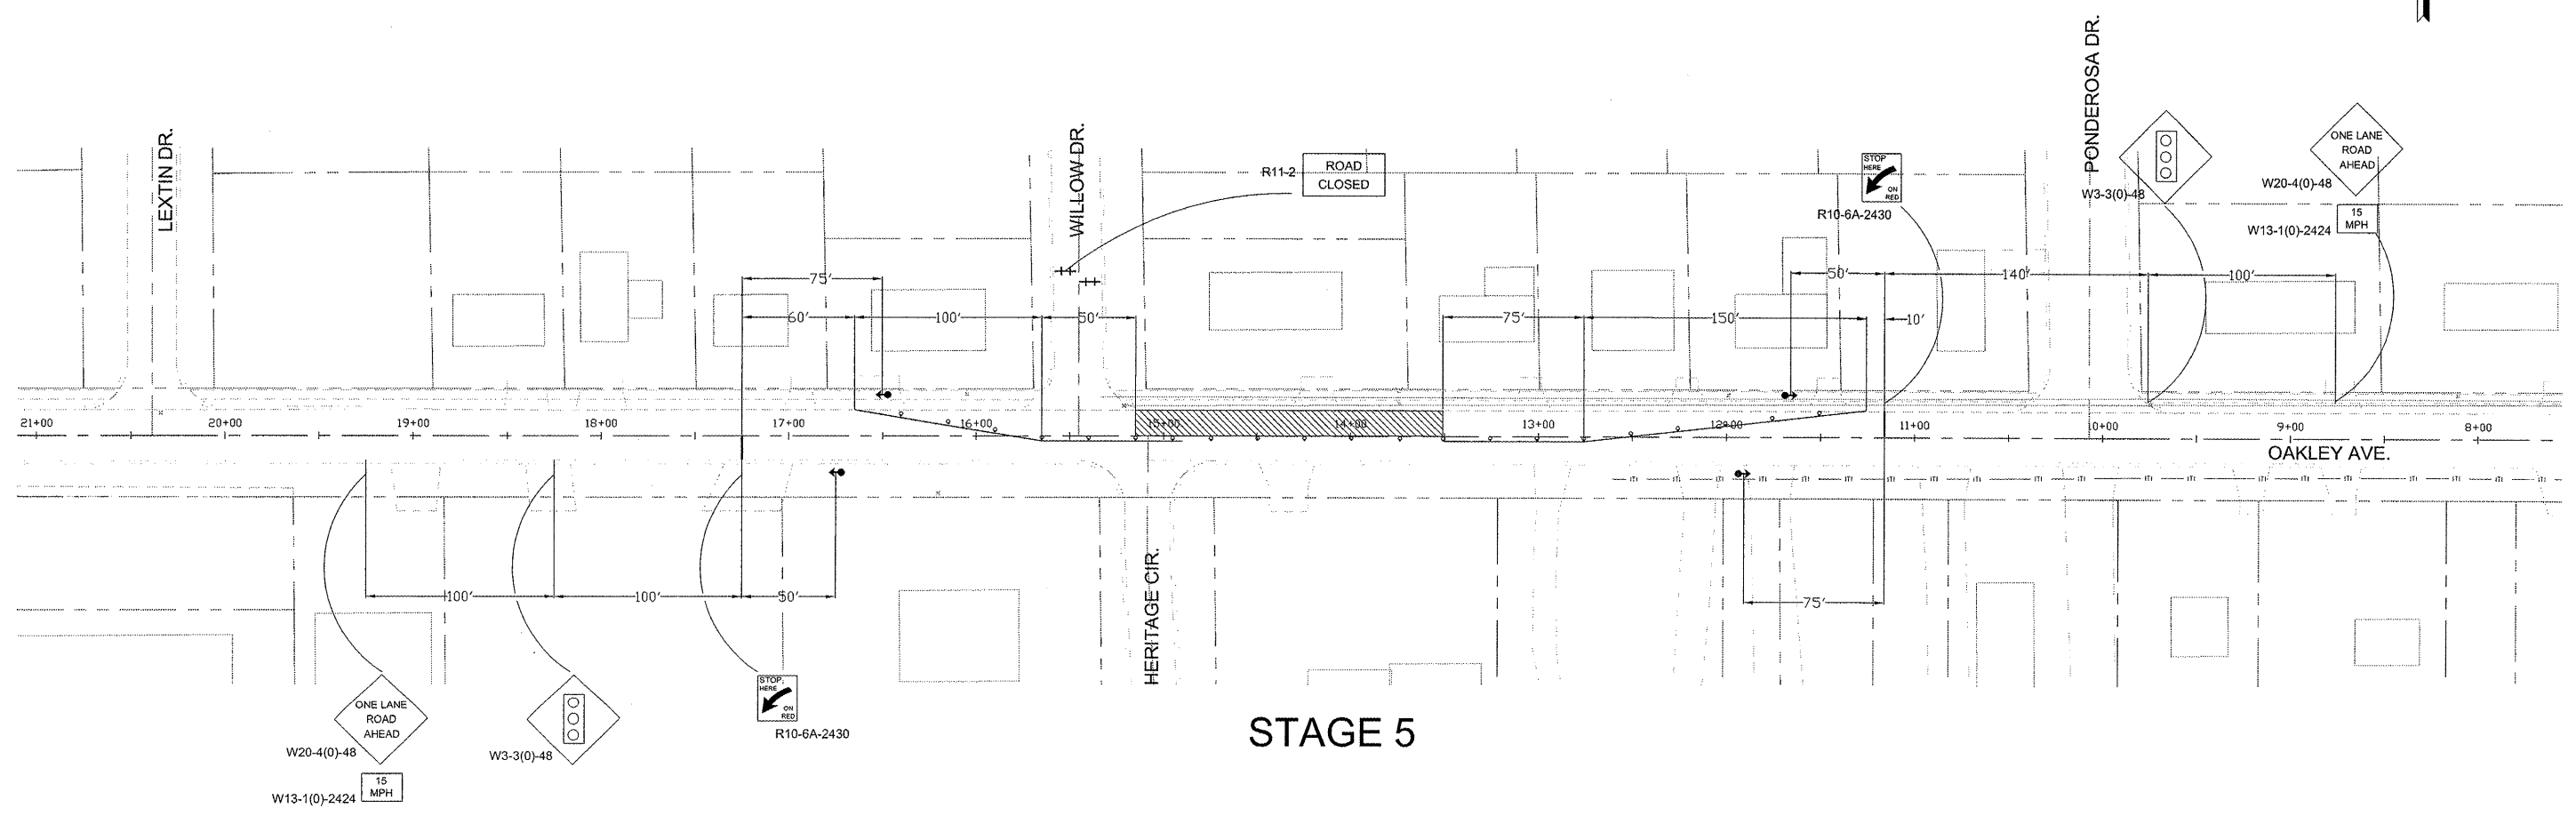 PONDEROSA DR.
LEXTIN DR.
WILLOW DR.
R11-2
ROAD
CLOSED
STOP
HERE
ON
RED
R10-6A-2430
W3-3(0)-48
ONE LANE
ROAD
AHEAD
W20-4(0)-48
15
MPH
W13-1(0)-2424
75'
50'
140'
100'
60'
100'
50'
75'
150'
10'
21+00
20+00
19+00
18+00
17+00
16+00
15+00
14+00
13+00
12+00
11+00
10+00
9+00
8+00
OAKLEY AVE.
HERITAGE CIR.
100'
100'
50'
75'
ONE LANE
ROAD
AHEAD
W20-4(0)-48
15
MPH
W13-1(0)-2424
W3-3(0)-48
STOP
HERE
ON
RED
R10-6A-2430
STAGE 5